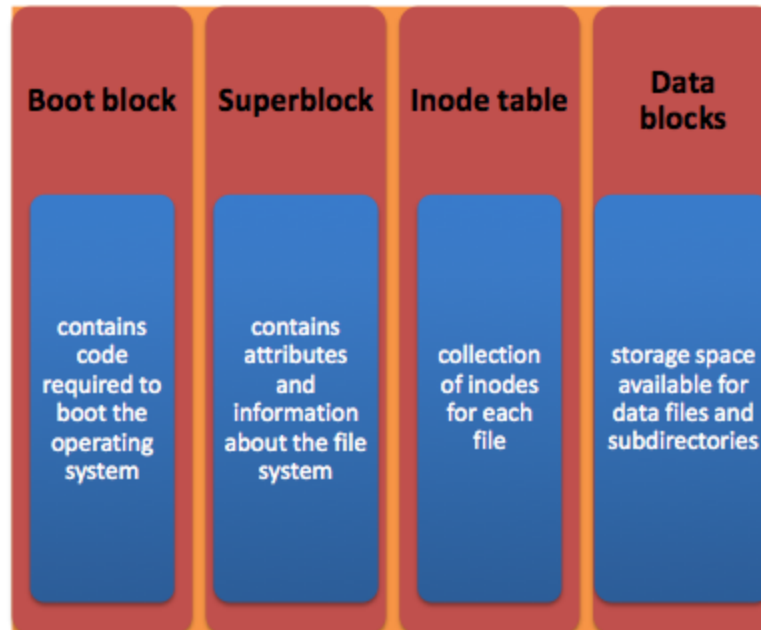 Boot block
contains
code
required to
boot the
operating
system
Superblock
contains
attributes
and
information
about the file
system
Inode table
collection
of inodes
for each
file
Data
blocks
storage space
available for
data files and
subdirectories